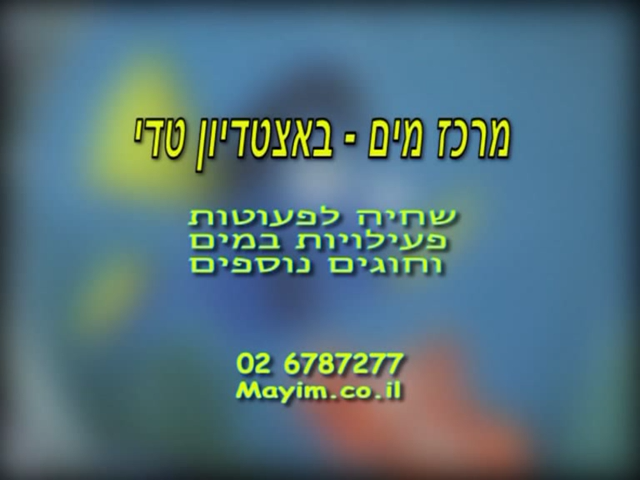 מרכז מים - באצטדיון טדי
שחיה לפעוטות
פעילויות במים
וחוגים נוספים
02 6787277
Mayim.co.il